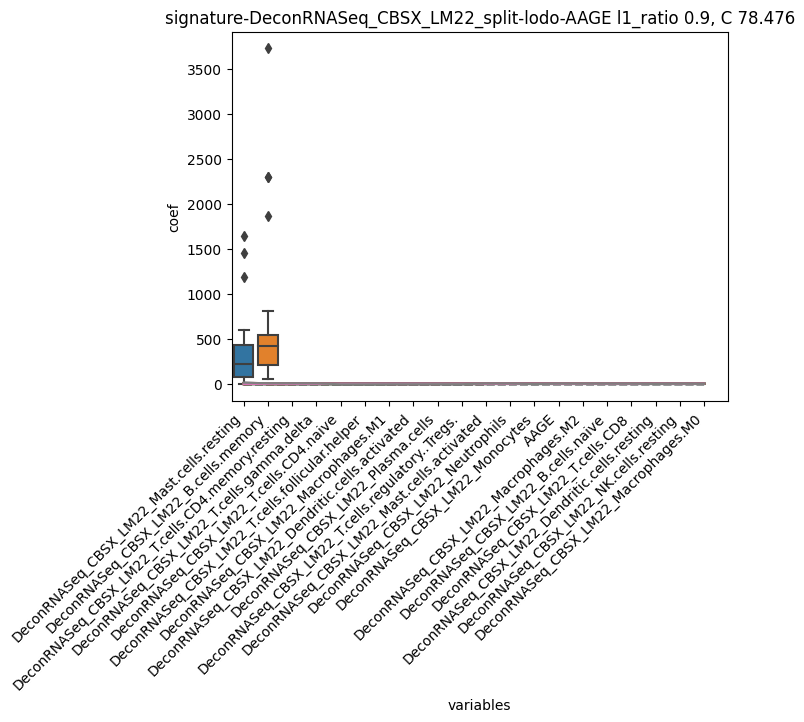 signature-DeconRNASeq_CBSX_LM22_split-lodo-AAGE l1_ratio 0.9, C 78.476
3500
3000
2500
2000
1500
1000
500
0
coef
DeconRNASeq_CBSX_LM22_Mast.cells.resting
DeconRNASeq_CBSX_LM22_B.cells.memory
DeconRNASeq_CBSX_LM22_T.cells.CD4.memory.resting
DeconRNASeq_CBSX_LM22_T.cells.gamma.delta
DeconRNASeq_CBSX_LM22_T.cells.CD4.naive
DeconRNASeq_CBSX_LM22_T.cells.follicular.helper
DeconRNASeq_CBSX_LM22_Macrophages.M1
DeconRNASeq_CBSX_LM22_Dendritic.cells.activated
DeconRNASeq_CBSX_LM22_Plasma.cells
DeconRNASeq_CBSX_LM22_T.cells.regulatory..Tregs.
DeconRNASeq_CBSX_LM22_Mast.cells.activated
DeconRNASeq_CBSX_LM22_Neutrophils
DeconRNASeq_CBSX_LM22_Monocytes
AAGE
DeconRNASeq_CBSX_LM22_Macrophages.M2
DeconRNASeq_CBSX_LM22_B.cells.naive
DeconRNASeq_CBSX_LM22_T.cells.CD8
DeconRNASeq_CBSX_LM22_Dendritic.cells.resting
DeconRNASeq_CBSX_LM22_NK.cells.resting
DeconRNASeq_CBSX_LM22_Macrophages.M0
variables